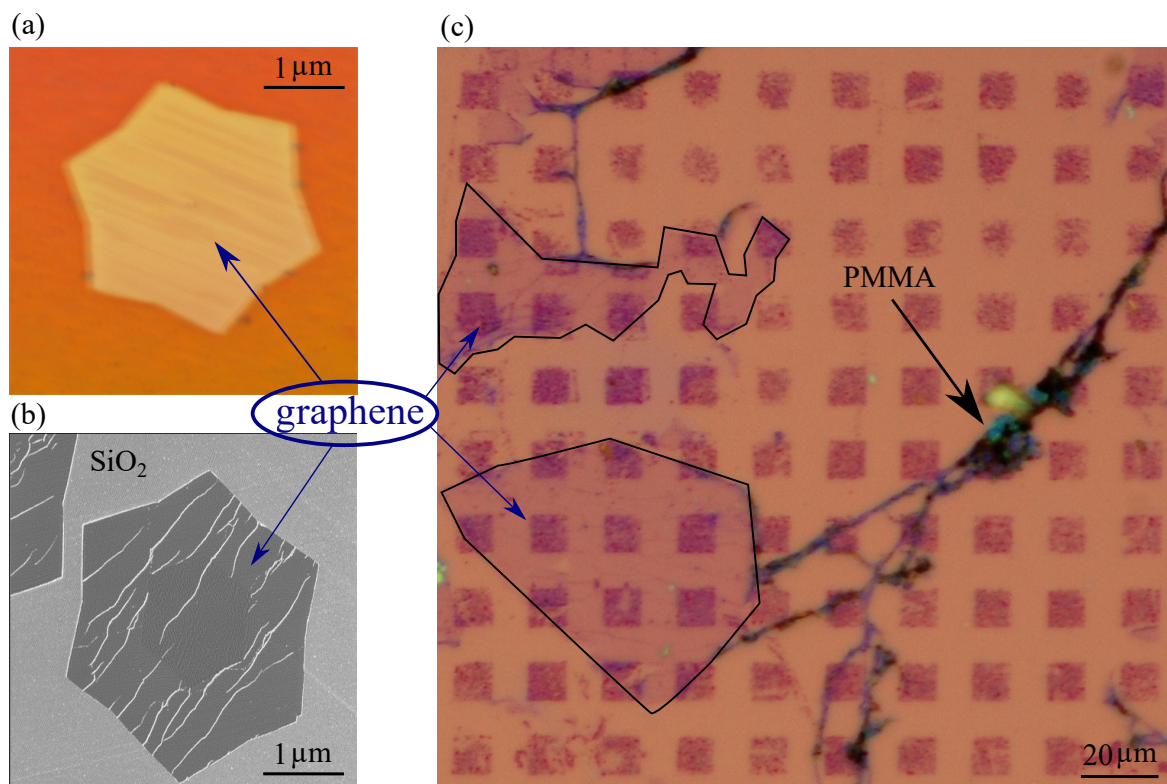 (a)
1 μm
(b)
SiO₂
1 μm
graphene
(c)
PMMA
20 μm